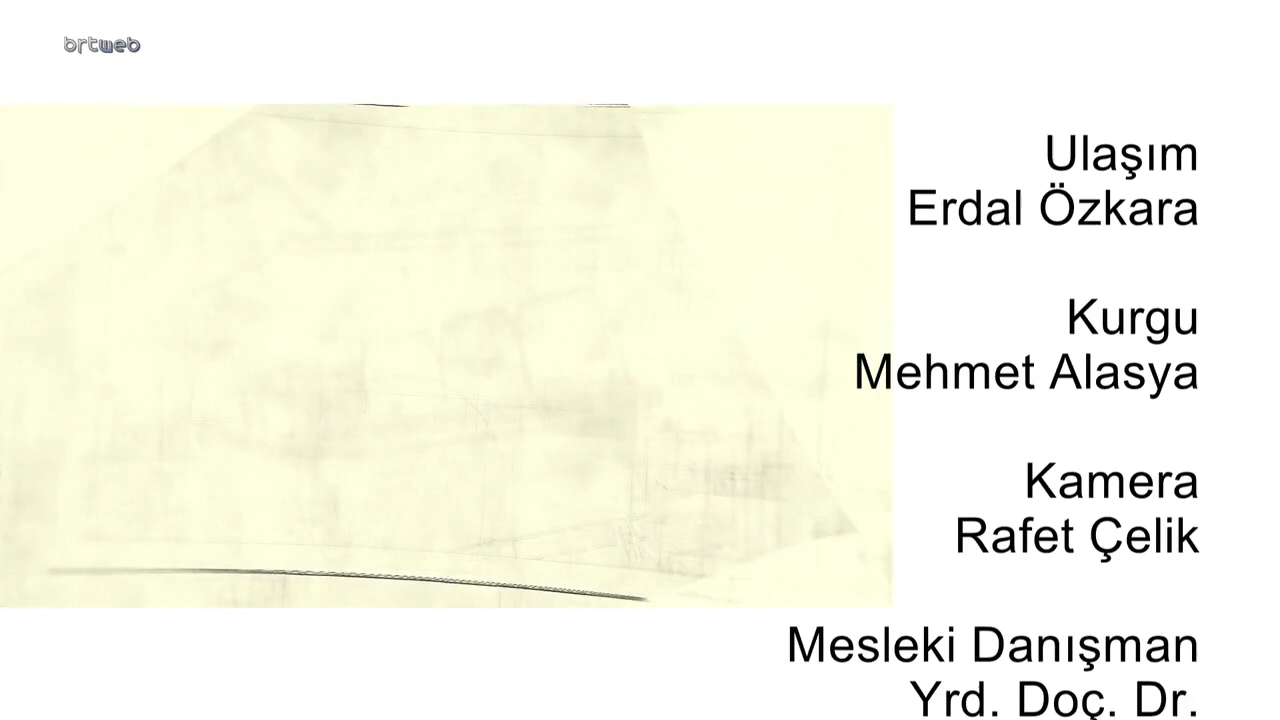 brtweb
Ulaşım
Erdal Özkara
Kurgu
Mehmet Alasya
Kamera
Rafet Çelik
Mesleki Danışman
Yrd. Doç. Dr.